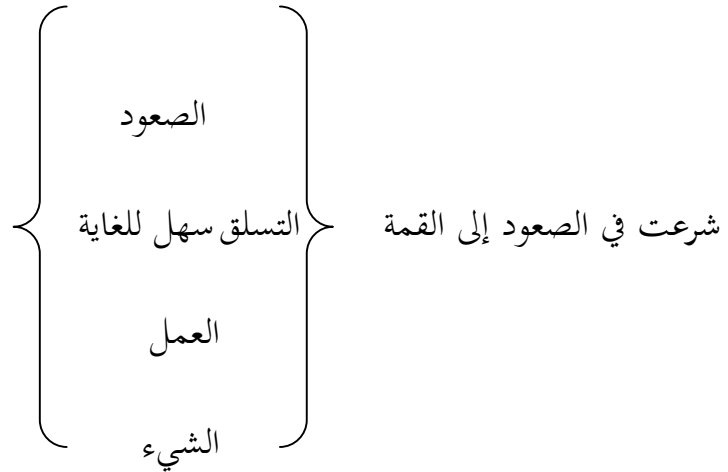 الصعود
شرعت في الصعود إلى القمة التسلق سهل للغاية
العمل
الشيء